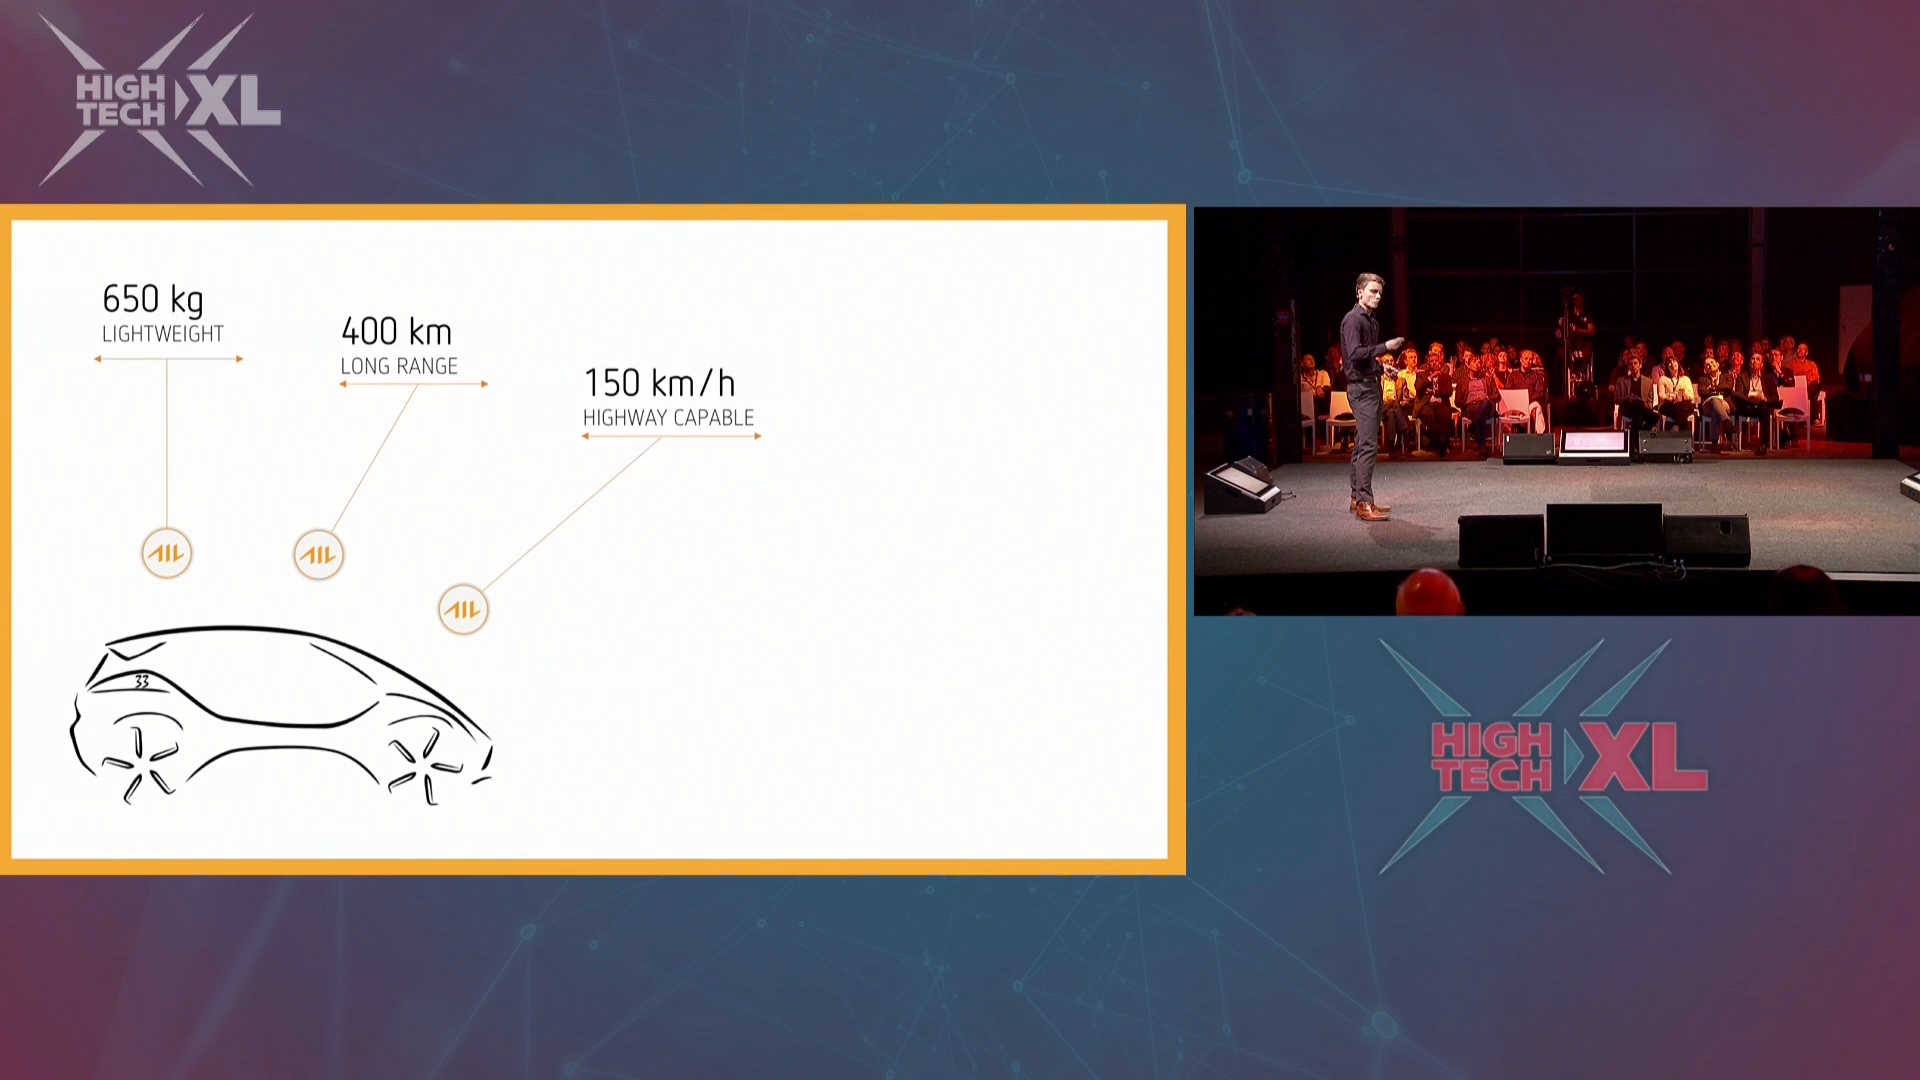 HIGH
TECH XL
650 kg
LIGHTWEIGHT
400 km
LONG RANGE
150 km/h
HIGHWAY CAPABLE
33
HIGH
TECH XL